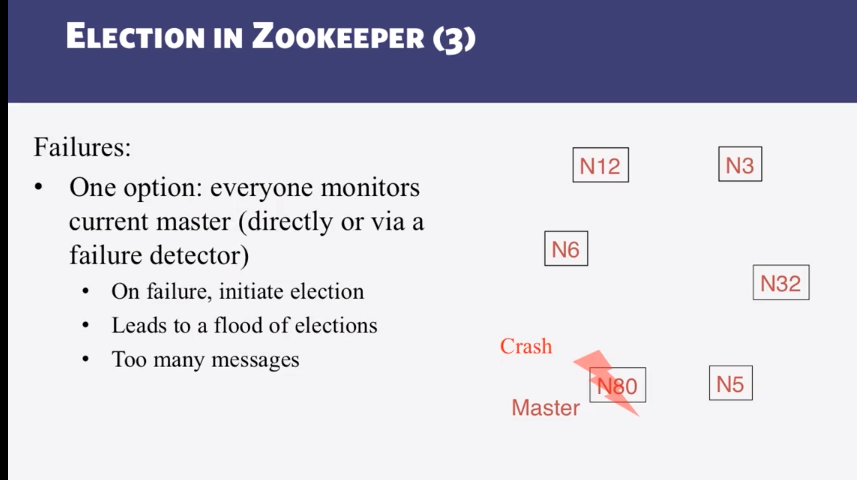 ELECTION IN ZOOKEEPER (3)
Failures:
• One option: everyone monitors
current master (directly or via a
failure detector)
• On failure, initiate election
• Leads to a flood of elections
• Too many messages
N12
N3
N6
N32
Crash
N80
N5
Master